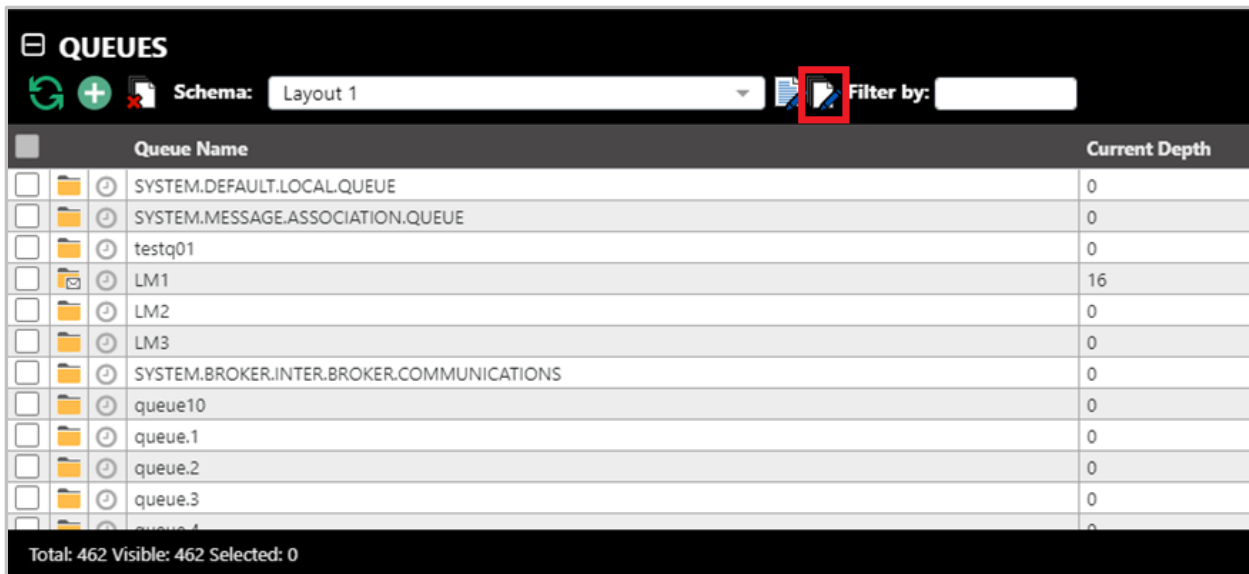 QUEUES
Schema: Layout 1 Filter by:
Queue Name Current Depth
SYSTEM.DEFAULT.LOCAL.QUEUE 0
SYSTEM.MESSAGE.ASSOCIATION.QUEUE 0
testq01 0
LM1 16
LM2 0
LM3 0
SYSTEM.BROKER.INTER.BROKER.COMMUNICATIONS 0
queue10 0
queue.1 0
queue.2 0
queue.3 0
Total: 462 Visible: 462 Selected: 0